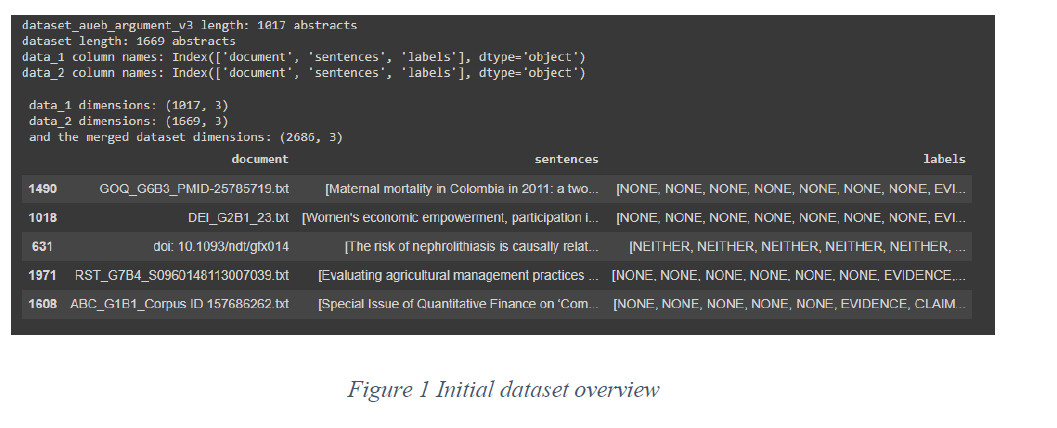 dataset_aueb_argument_v3 length: 1017 abstracts
dataset length: 1669 abstracts
data_1 column names: Index(['document', 'sentences', 'labels'], dtype='object')
data_2 column names: Index(['document', 'sentences', 'labels'], dtype='object')
data_1 dimensions: (1017, 3)
data_2 dimensions: (1669, 3)
and the merged dataset dimensions: (2686, 3)
document sentences labels
1490 GOQ_G6B3_PMID-25785719.txt [Maternal mortality in Colombia in 2011: a two... [NONE, NONE, NONE, NONE, NONE, NONE, NONE, EVI...
1018 DEI_G2B1_23.txt [Women's economic empowerment, participation i... [NONE, NONE, NONE, NONE, NONE, NONE, NONE, EVI...
631 doi: 10.1093/ndt/gfx014 [The risk of nephrolithiasis is causally relat... [NEITHER, NEITHER, NEITHER, NEITHER, NEITHER, ...
1971 RST_G7B4_S0960148113007039.txt [Evaluating agricultural management practices ... [NONE, NONE, NONE, NONE, NONE, NONE, EVIDENCE,...
1608 ABC_G1B1_Corpus ID 157686262.txt [Special Issue of Quantitative Finance on 'Com... [NONE, NONE, NONE, NONE, NONE, EVIDENCE, CLAIM...
Figure 1 Initial dataset overview